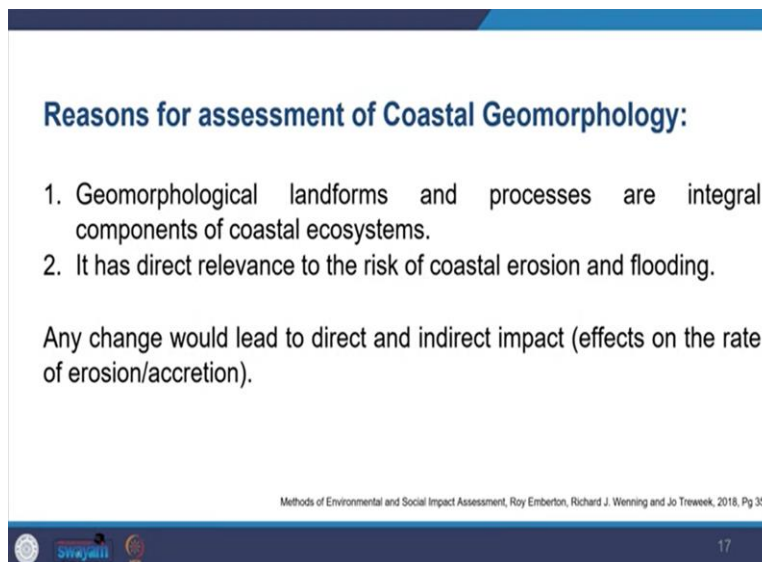 Reasons for assessment of Coastal Geomorphology:
1. Geomorphological landforms and processes are integral
components of coastal ecosystems.
2. It has direct relevance to the risk of coastal erosion and flooding.
Any change would lead to direct and indirect impact (effects on the rate
of erosion/accretion).
Methods of Environmental and Social Impact Assessment, Roy Emberton, Richard J. Wenning and Jo Treweek, 2018, Pg 35
swayam
17